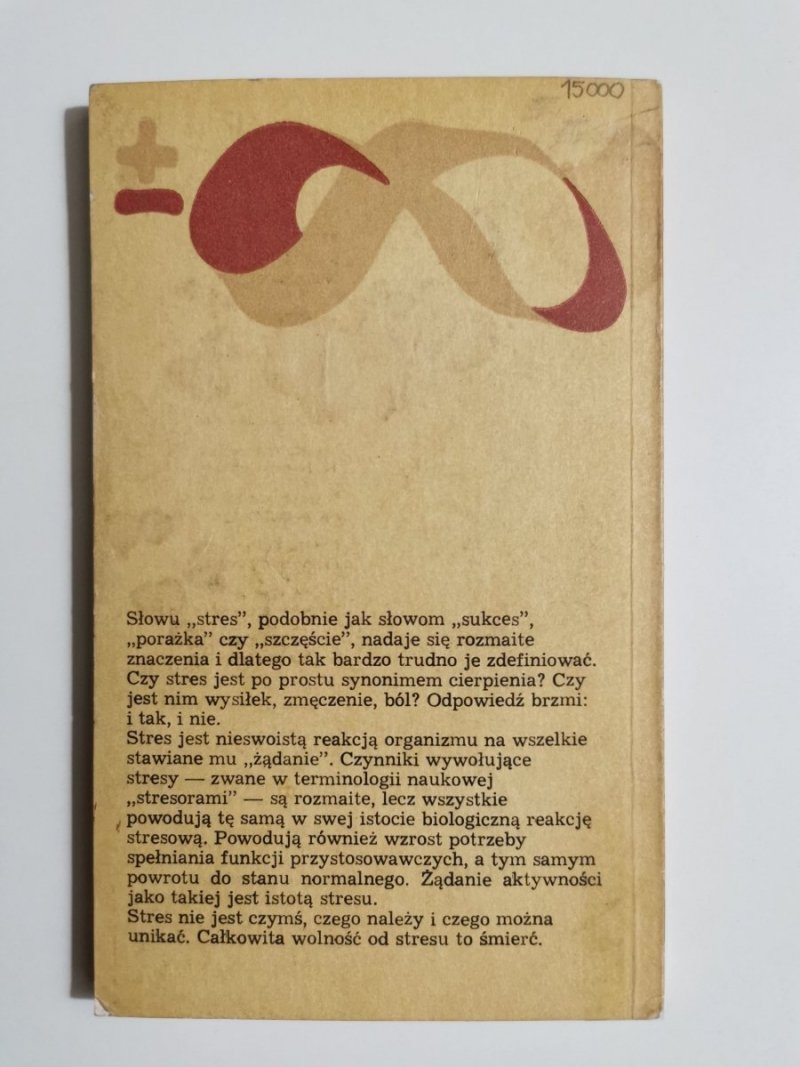 15000
+
-
Słowu „stres”, podobnie jak słowom „sukces”,
„porażka” czy „szczęście”, nadaje się rozmaite
znaczenia i dlatego tak bardzo trudno je zdefiniować.
Czy stres jest po prostu synonimem cierpienia? Czy
jest nim wysiłek, zmęczenie, ból? Odpowiedź brzmi:
i tak, i nie.
Stres jest nieswoistą reakcją organizmu na wszelkie
stawiane mu „żądanie”. Czynniki wywołujące
stresy — zwane w terminologii naukowej
„stresorami” — są rozmaite, lecz wszystkie
powodują tę samą w swej istocie biologiczną reakcję
stresową. Powodują również wzrost potrzeby
spełniania funkcji przystosowawczych, a tym samym
powrotu do stanu normalnego. Żądanie aktywności
jako takiej jest istotą stresu.
Stres nie jest czymś, czego należy i czego można
unikać. Całkowita wolność od stresu to śmierć.